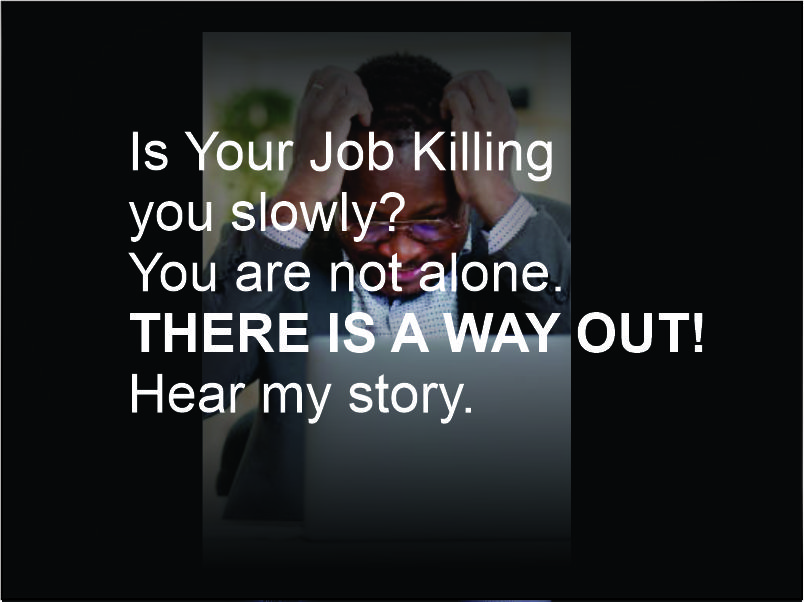 Is Your Job Killing
you slowly?
You are not alone.
THERE IS A WAY OUT!
Hear my story.